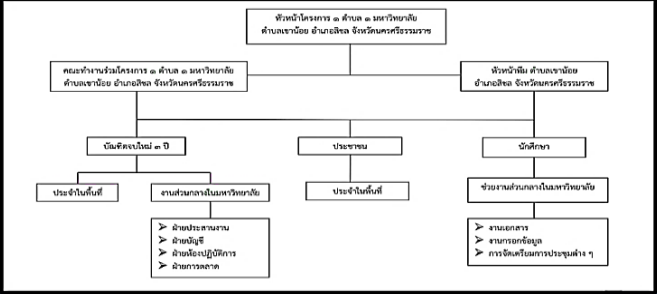 หัวหน้าโครงการ ๑ ตำบล ๑ มหาวิทยาลัย
ตำบลเขาน้อย อำเภอสิชล จังหวัดนครศรีธรรมราช
คณะทำงานร่วมโครงการ ๑ ตำบล ๑ มหาวิทยาลัย
ตำบลเขาน้อย อำเภอสิชล จังหวัดนครศรีธรรมราช
หัวหน้าทีม ตำบลเขาน้อย
อำเภอสิชล จังหวัดนครศรีธรรมราช
บัณฑิตจบใหม่ ๓ ปี
ประชาชน
นักศึกษา
ประจำในพื้นที่
งานส่วนกลางในมหาวิทยาลัย
ประจำในพื้นที่
ช่วยงานส่วนกลางในมหาวิทยาลัย
➤ ฝ่ายประสานงาน
➤ ฝ่ายบัญชี
➤ ฝ่ายห้องปฏิบัติการ
➤ ฝ่ายการตลาด
➤ งานเอกสาร
➤ งานกรอกข้อมูล
➤ การจัดเตรียมการประชุมต่าง ๆ